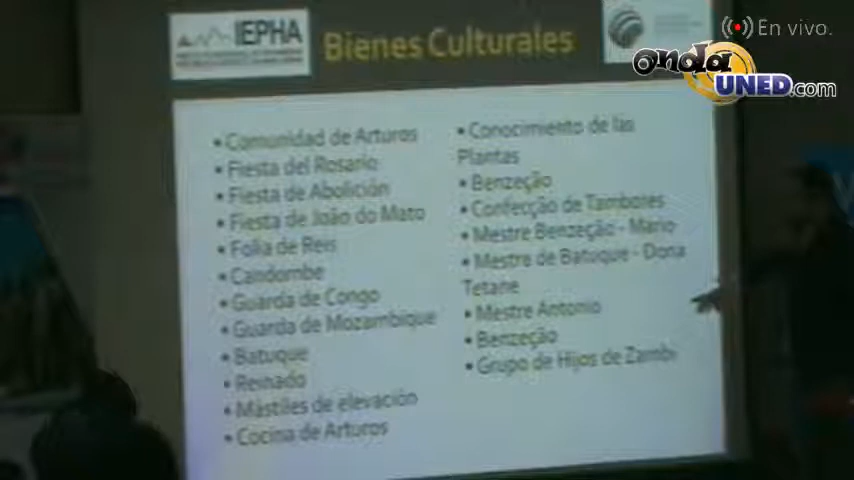 IEPHA
Bienes Culturales
En vivo.
onda
UNED.com
• Comunidad de Arturos
• Fiesta del Rosario
• Fiesta de Abolición
• Fiesta de João do Mato
• Folia de Reis
• Candombe
• Guarda de Congo
• Guarda de Mozambique
• Batuque
• Reinado
• Mástiles de elevación
• Cocina de Arturos
• Conocimiento de las
Plantas
• Benzeção
• Confecção de Tambores
• Mestre Benzeção - Mario
• Mestre de Batuque - Dona
Tetane
• Mestre Antonio
• Benzeção
• Grupo de Hijos de Zambi